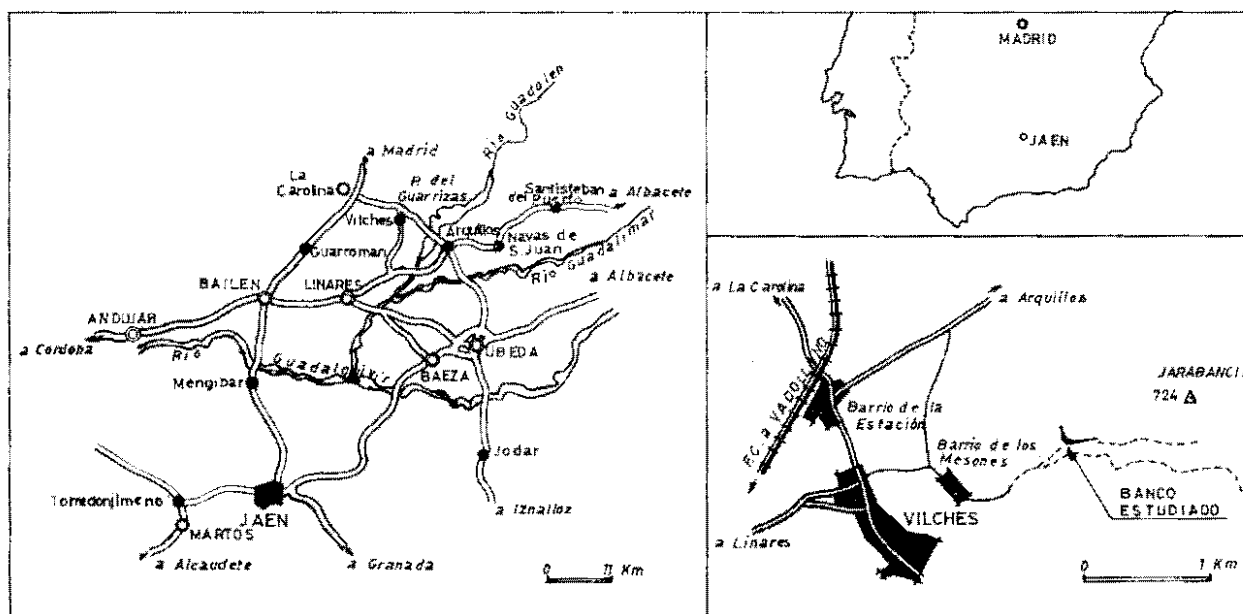 a Madrid
Río Guadalen
La
Carolina
R. del
Guarrizas
Santisteban
del Puerto
a Albacete
Vilches
Arquillos
Navas de
S. Juan
Guarroman
Río Guadalimar
BAILEN
LINARES
a Albacete
ANDUJAR
a Cordoba
Río Guadalquivir
UBEDA
BAEZA
Mengibar
Jodar
Torredonjimeno
JAEN
a Iznalloz
MARTOS
a Alcaudete
a Granada
0 11 Km
MADRID
JAEN
a La Carolina
a Arquillos
F.C. a VADOLLANO
JARABANCI
724
Barrio de la
Estación
Barrio de los
Mesones
BANCO
ESTUDIADO
VILCHES
a Linares
0 1 Km